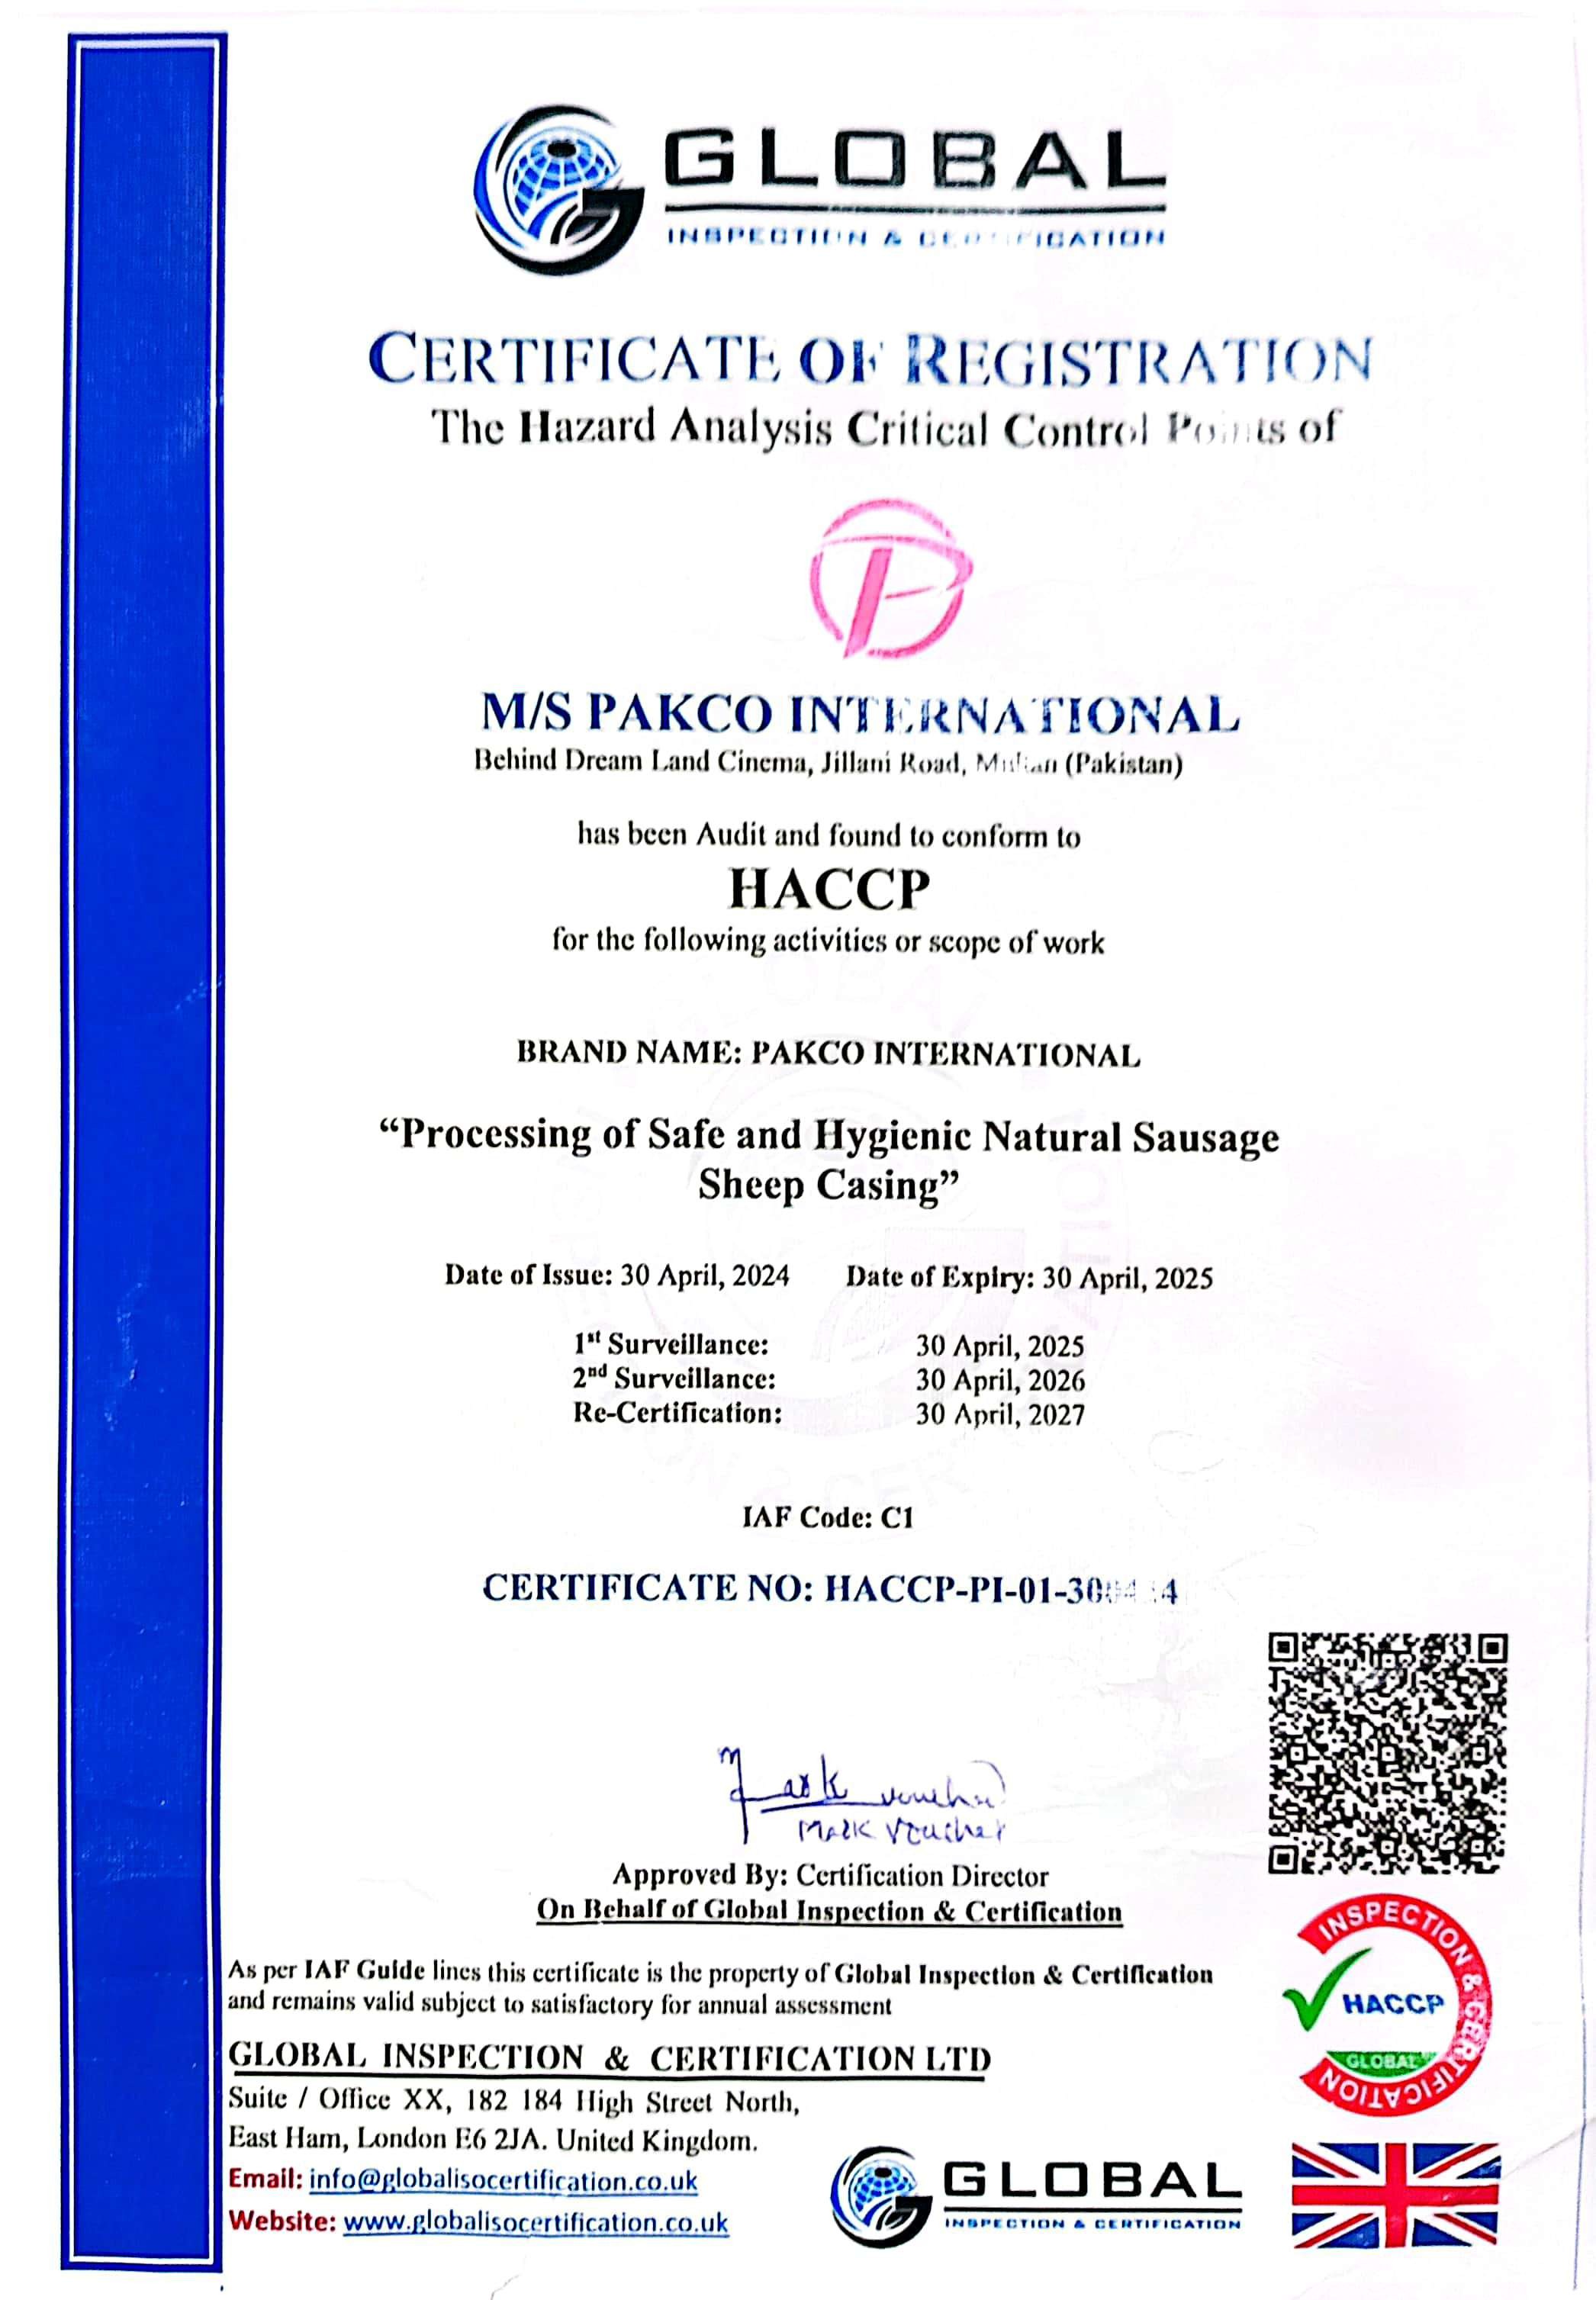 GLOBAL
INSPECTION & CERTIFICATION
CERTIFICATE OF REGISTRATION
The Hazard Analysis Critical Control Points of
M/S PAKCO INTERNATIONAL
Behind Dream Land Cinema, Jillani Road, Multan (Pakistan)
has been Audit and found to conform to
HACCP
for the following activities or scope of work
BRAND NAME: PAKCO INTERNATIONAL
“Processing of Safe and Hygienic Natural Sausage
Sheep Casing”
Date of Issue: 30 April, 2024 Date of Expiry: 30 April, 2025
1st Surveillance: 30 April, 2025
2nd Surveillance: 30 April, 2026
Re-Certification: 30 April, 2027
IAF Code: C1
CERTIFICATE NO:
Mark Voucher
Approved By: Certification Director
On Behalf of Global Inspection & Certification
As per IAF Guide lines this certificate is the property of Global Inspection & Certification
and remains valid subject to satisfactory for annual assessment
GLOBAL INSPECTION & CERTIFICATION LTD
Suite / Office XX, 182 184 High Street North,
East Ham, London E6 2JA. United Kingdom.
Email: info@globalisocertification.co.uk
Website: www.globalisocertification.co.uk
INSPECTION & CERTIFICATION
HACCP
GLOBAL
GLOBAL
INSPECTION & CERTIFICATION